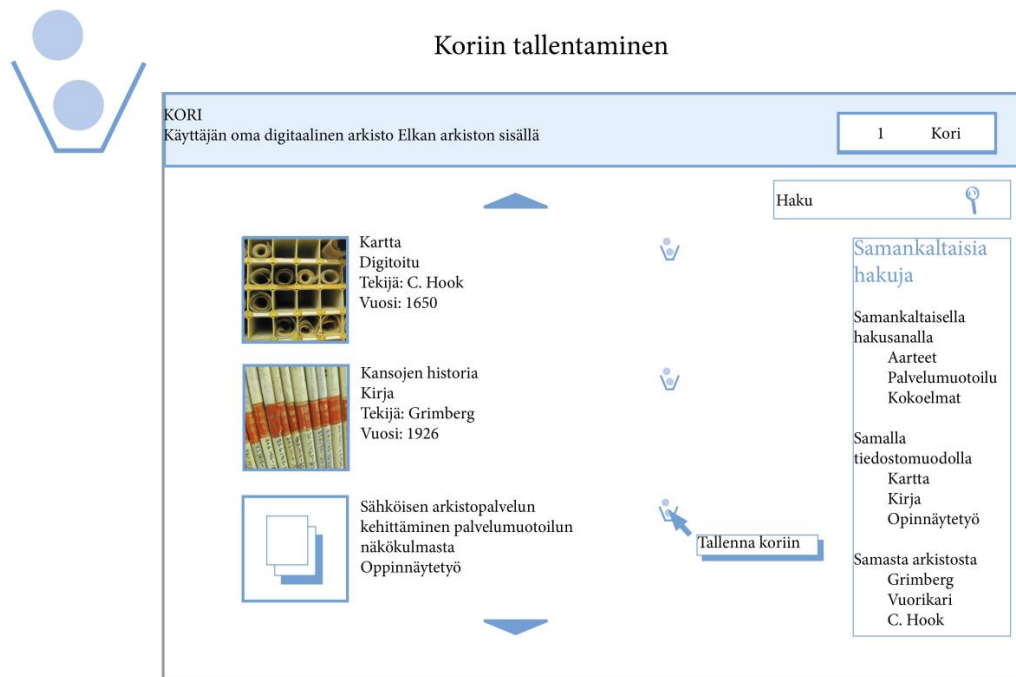 Koriin tallentaminen
KORI
Käyttäjän oma digitaalinen arkisto Elkan arkiston sisällä
1 Kori
Haku
Kartta
Digitoitu
Tekijä: C. Hook
Vuosi: 1650
Kansojen historia
Kirja
Tekijä: Grimberg
Vuosi: 1926
Sähköisen arkistopalvelun
kehittäminen palvelumuotoilun
näkökulmasta
Oppinnäytetyö
Tallenna koriin
Samankaltaisia
hakuja
Samankaltaisella
hakusanalla
Aarteet
Palvelumuotoilu
Kokoelmat
Samalla
tiedostomuodolla
Kartta
Kirja
Opinnäytetyö
Samasta arkistosta
Grimberg
Vuorikari
C. Hook